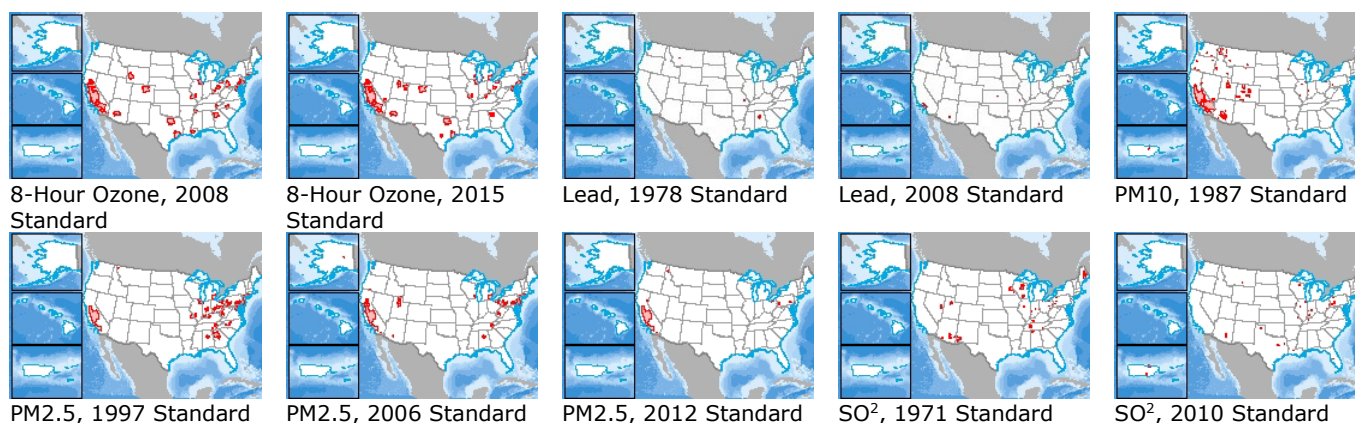 8-Hour Ozone, 2008
Standard
8-Hour Ozone, 2015
Standard
Lead, 1978 Standard
Lead, 2008 Standard
PM10, 1987 Standard
PM2.5, 1997 Standard
PM2.5, 2006 Standard
PM2.5, 2012 Standard
SO², 1971 Standard
SO², 2010 Standard